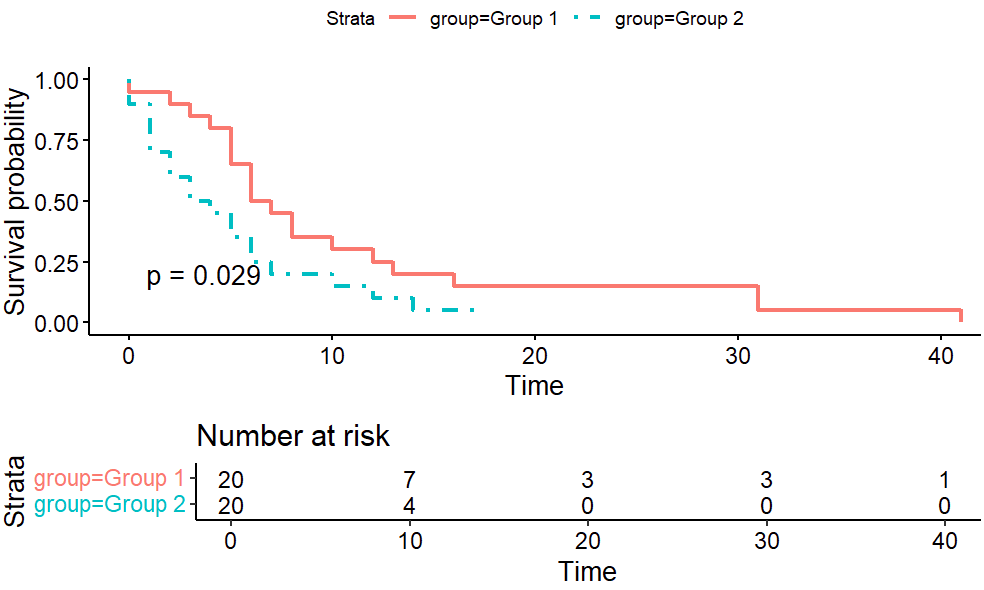 Strata group=Group 1 group=Group 2
Survival probability
1.00
0.75
0.50
0.25
0.00
p = 0.029
0 10 20 30 40
Time
Number at risk
Strata
group=Group 1 20 7 3 3 1
group=Group 2 20 4 0 0 0
0 10 20 30 40
Time